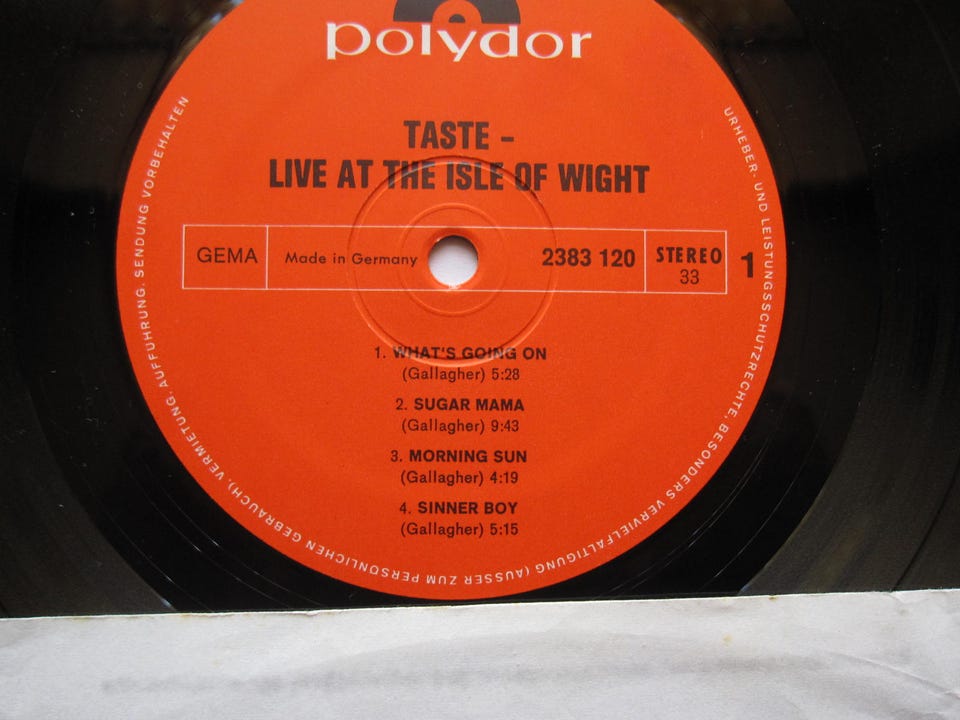 polydor
TASTE -
LIVE AT THE ISLE OF WIGHT
GEMA
Made in Germany
2383 120
STEREO
33
1
1. WHAT'S GOING ON
(Gallagher) 5:28
2. SUGAR MAMA
(Gallagher) 9:43
3. MORNING SUN
(Gallagher) 4:19
4. SINNER BOY
(Gallagher) 5:15
URHEBER- UND LEISTUNGSSCHUTZRECHTE, BESONDERS VERVIELFÄLTIGUNG (AUSSER ZUM PERSÖNLICHEN GEBRAUCH), VERMIETUNG, AUFFÜHRUNG, SENDUNG VORBEHALTEN